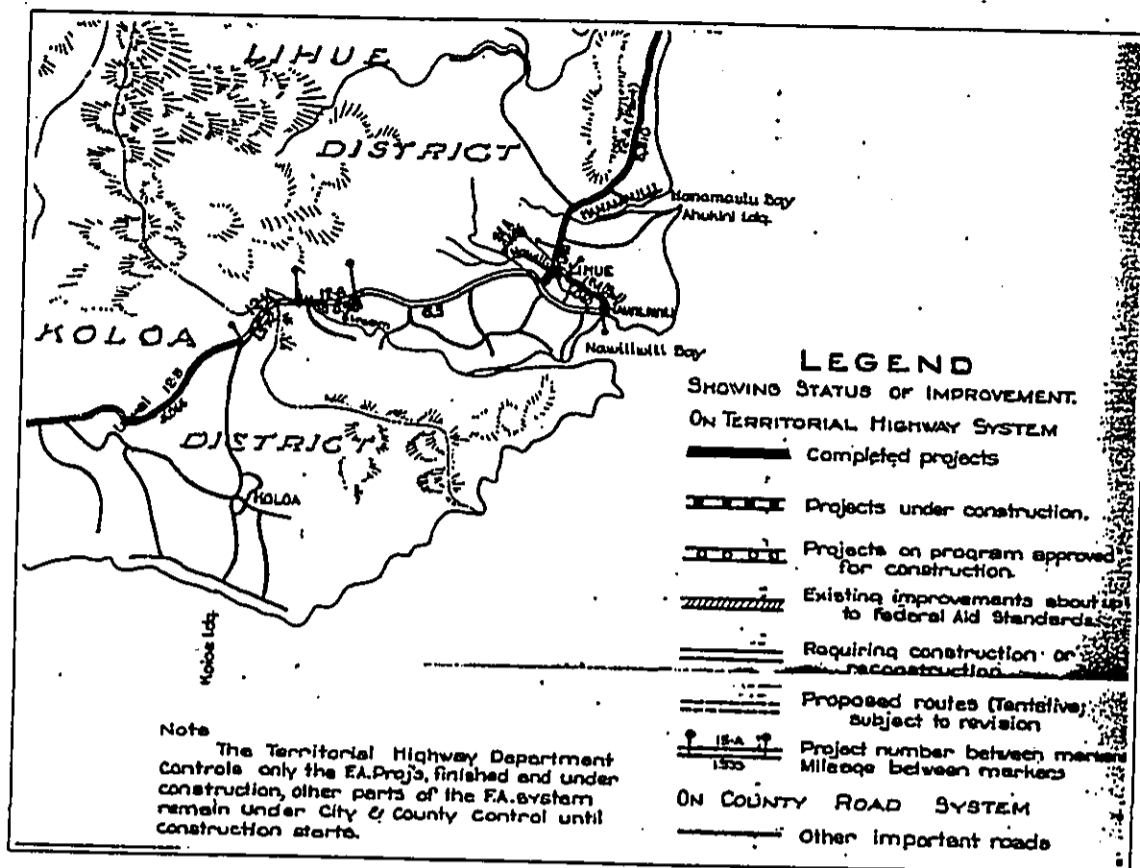 LIHUE
DISTRICT
Hanamaulu Bay
Ahukini Ldg.
LIHUE
Nawiliwili Bay
KOLOA
12-B
6.3
DISTRICT
KOLOA
Koloa Ldg.
LEGEND
SHOWING STATUS OF IMPROVEMENT.
ON TERRITORIAL HIGHWAY SYSTEM
Completed projects
Projects under construction.
Projects on program approved
for construction.
Existing improvements about up
to Federal Aid Standards.
Requiring construction or
reconstruction
Proposed routes (Tentative)
subject to revision
15-A
Project number between markers
Mileage between markers
ON COUNTY ROAD SYSTEM
Other important roads
Note
The Territorial Highway Department
controls only the F.A. Proj's, finished and under
construction, other parts of the F.A. system
remain under City & County control until
construction starts.